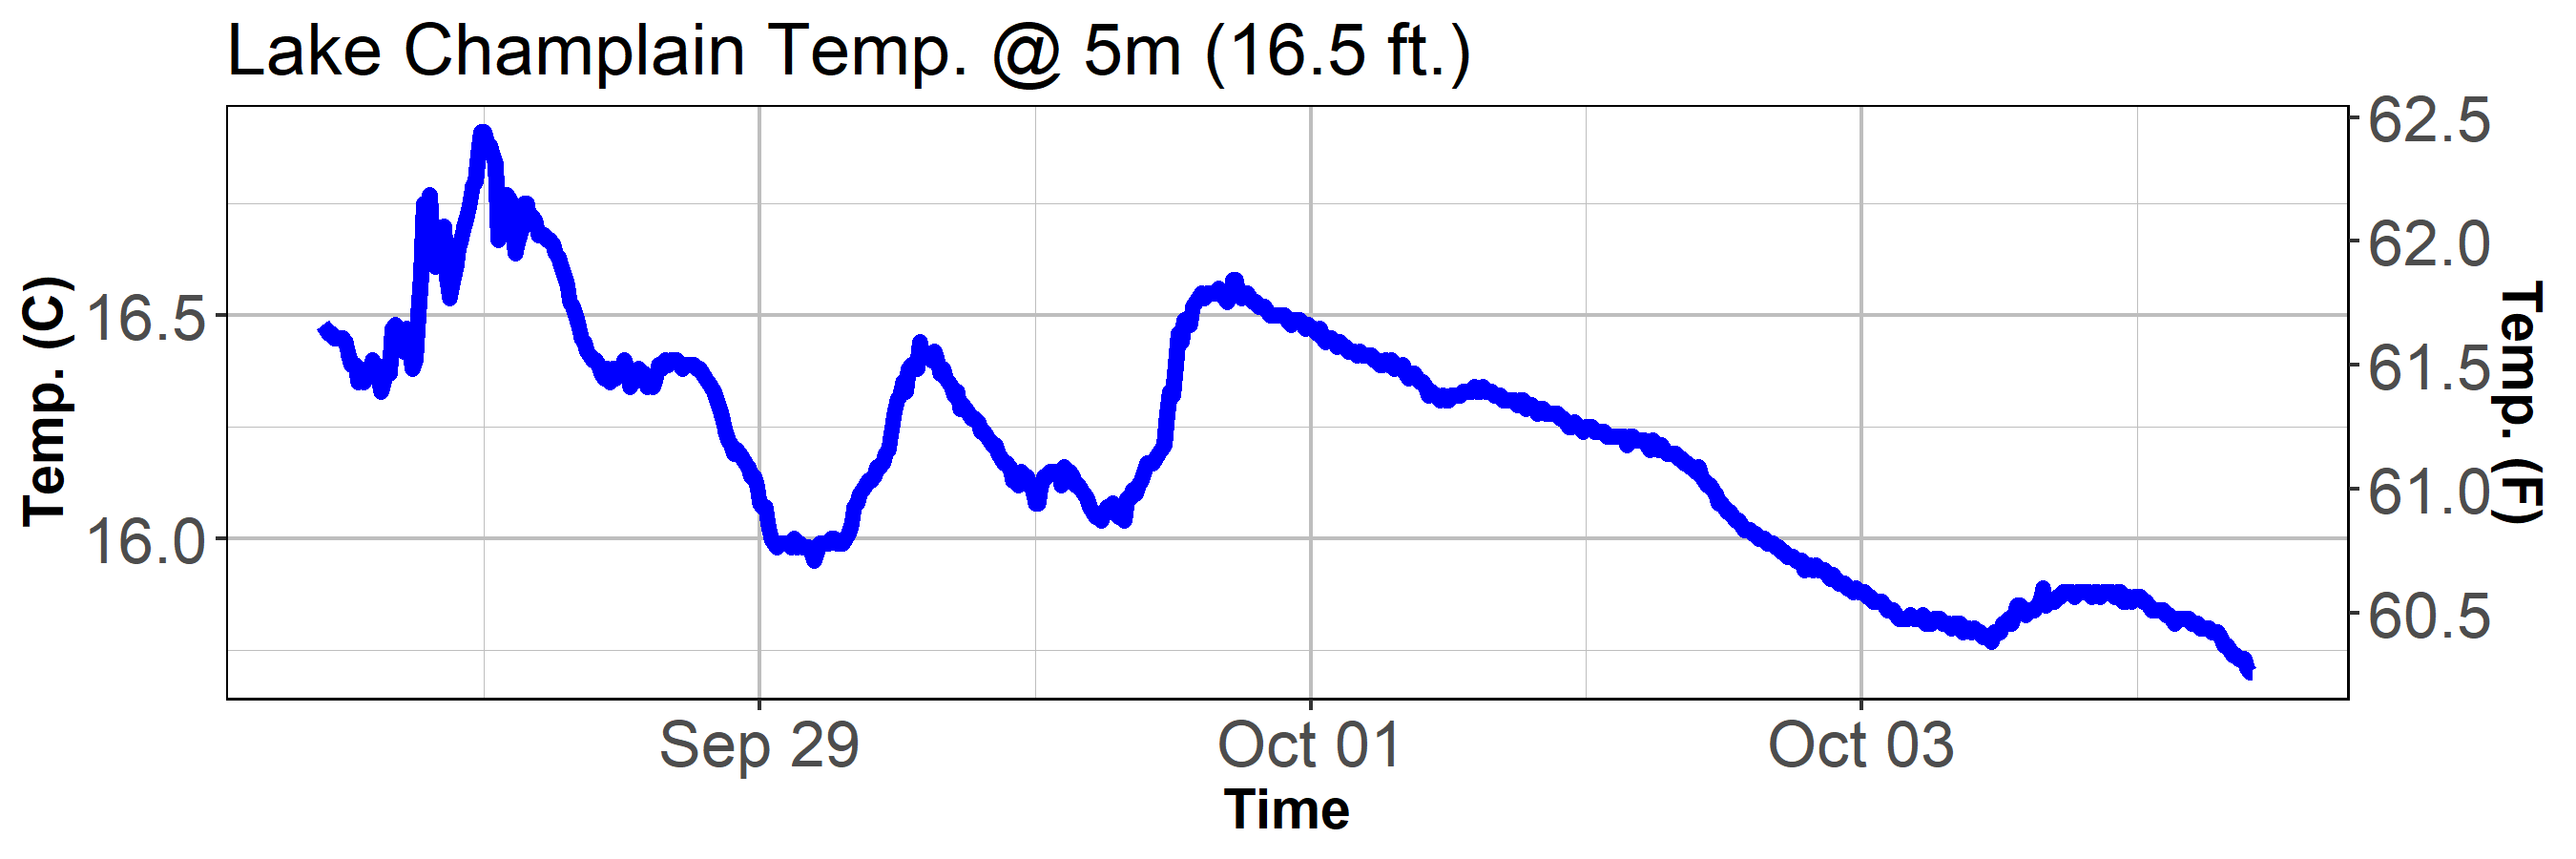 Lake Champlain Temp. @ 5m (16.5 ft.)
Temp. (C)
16.5
16.0
62.5
62.0
61.5
61.0
60.5
Temp. (F)
Sep 29
Oct 01
Oct 03
Time